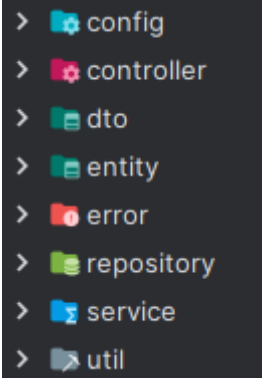 config
controller
dto
entity
error
repository
service
util